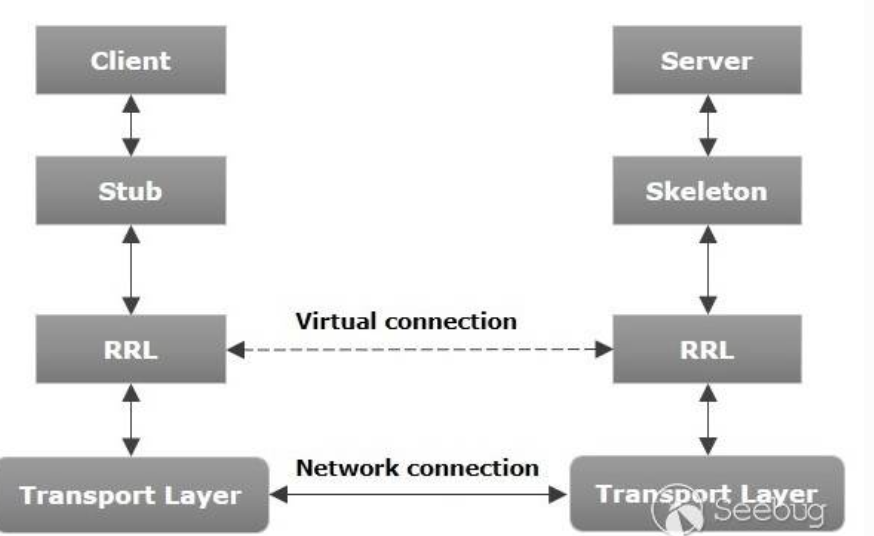 Client
Server
Stub
Skeleton
Virtual connection
RRL
RRL
Network connection
Transport Layer
Transport Layer
Seebug